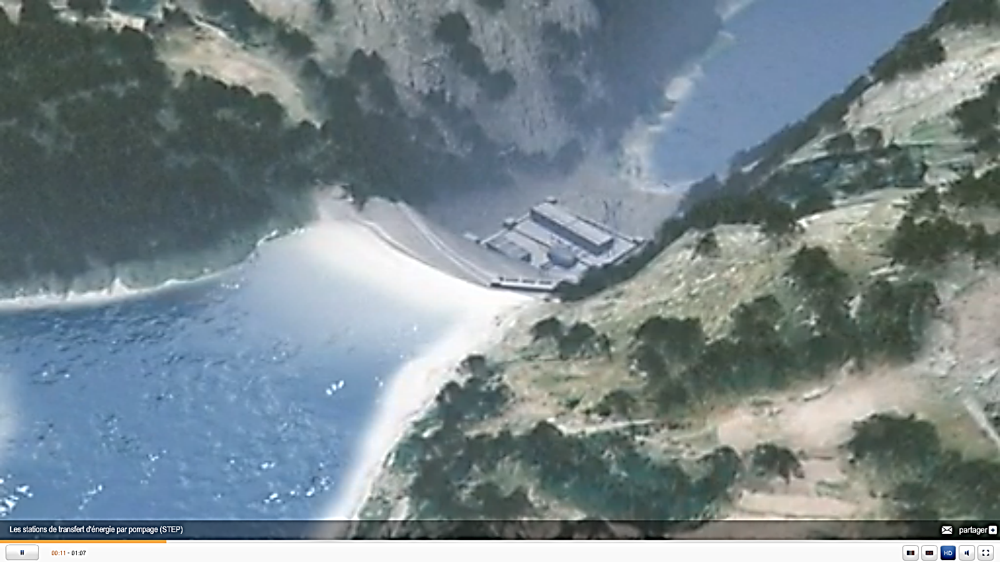 Les stations de transfert d'énergie par pompage (STEP)
partager
00:11 - 01:07
HD